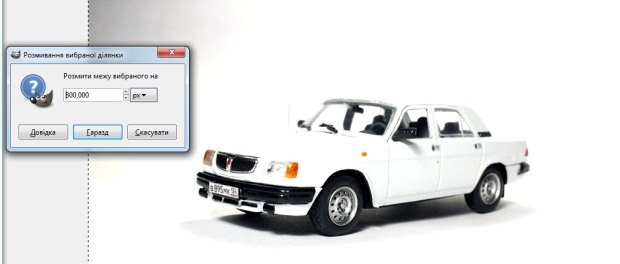 Розмивання вибраної ділянки
Розмити межу вибраного на
300,000 px
Довідка Гаразд Скасувати